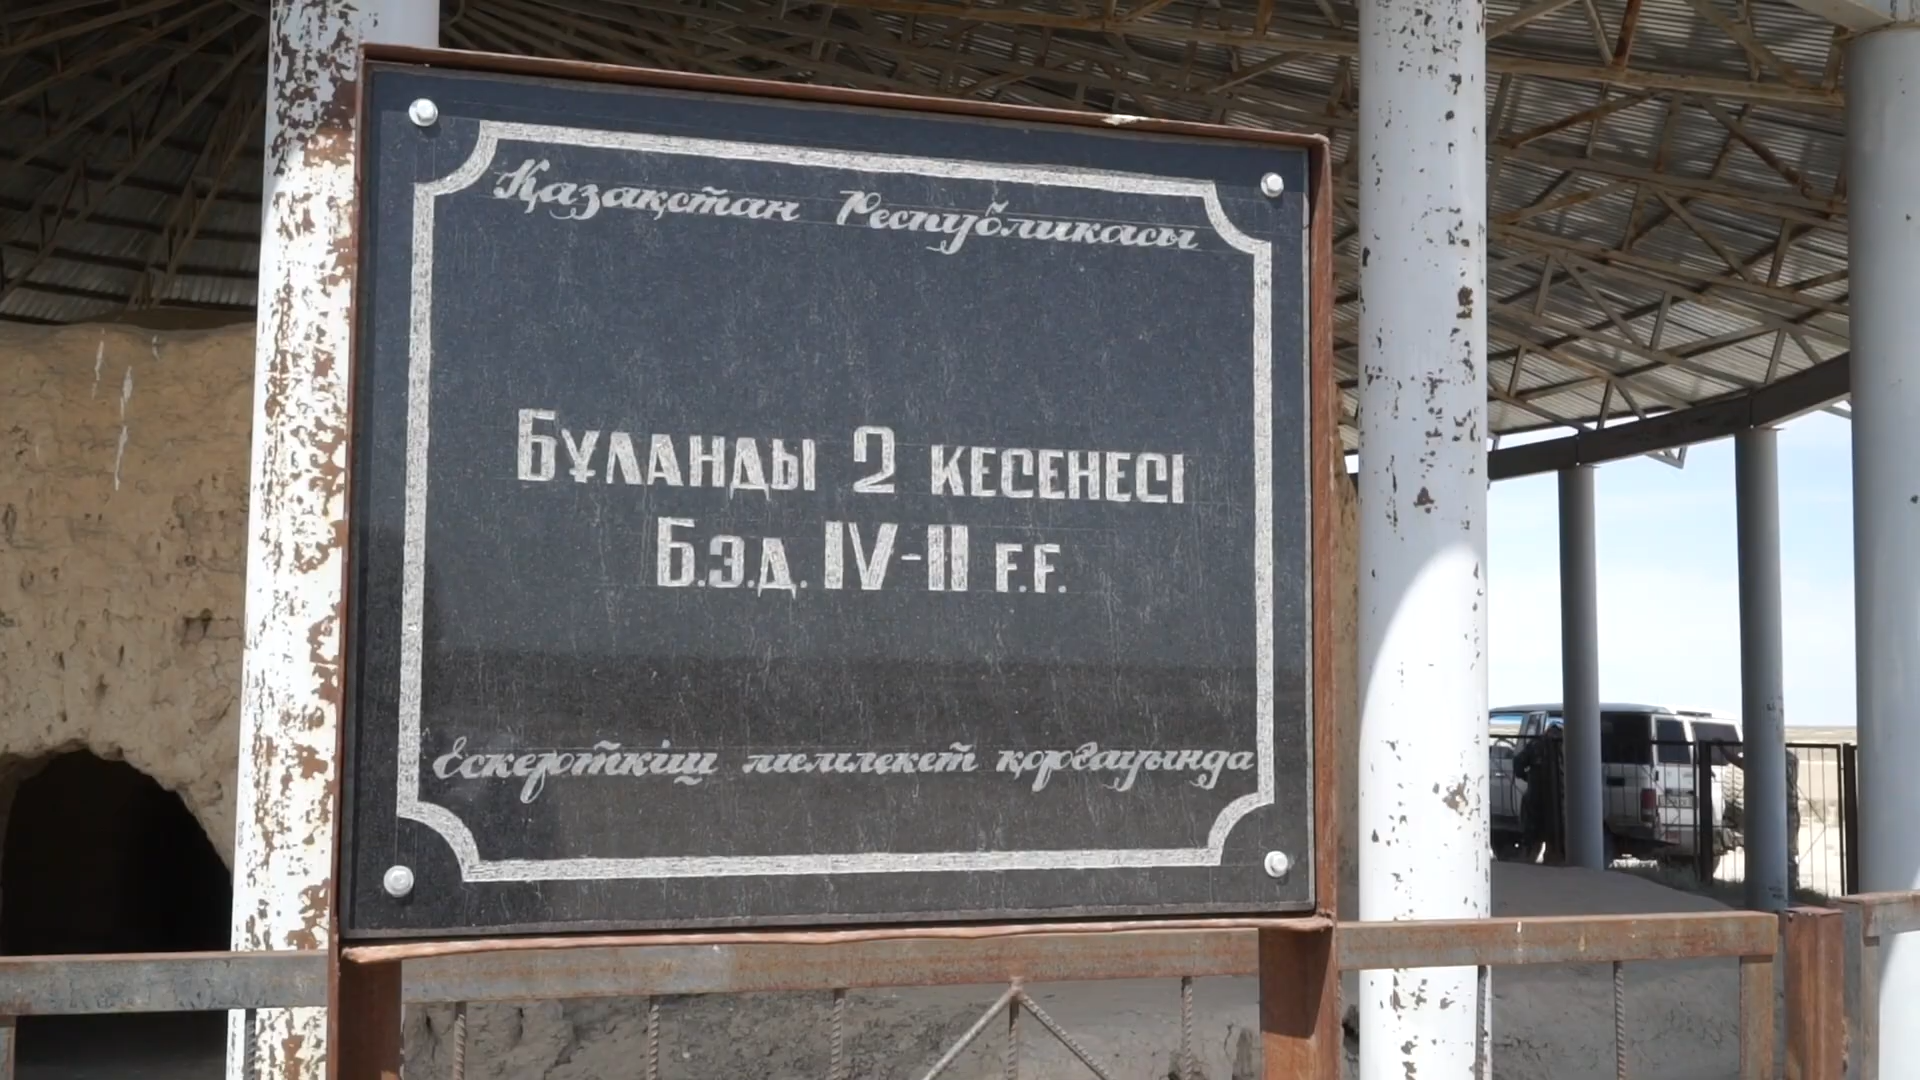 Қазақстан Республикасы
БҰЛАНДЫ 2 КЕСЕНЕСІ
Б.Э.Д. IV-II Ғ.Ғ.
Ескерткіш мемлекет қорғауында